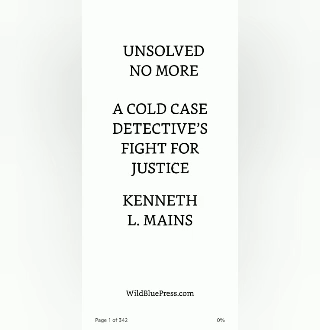 UNSOLVED
NO MORE
A COLD CASE
DETECTIVE'S
FIGHT FOR
JUSTICE
KENNETH
L. MAINS
WildBluePress.com
Page 1 of 342 0%